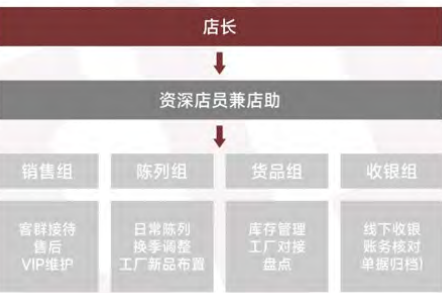 店长
资深店员兼店助
销售组
陈列组
货品组
收银组
客群接待
售后
VIP维护
日常陈列
换季调整
工厂新品布置
库存管理
工厂对接
盘点
线下收银
账务核对
单据归档)